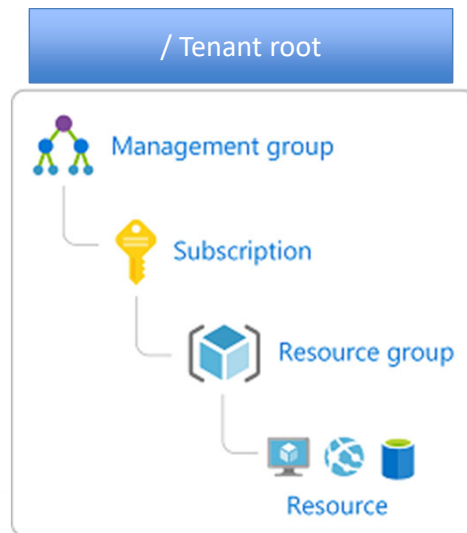 / Tenant root
Management group
Subscription
Resource group
Resource